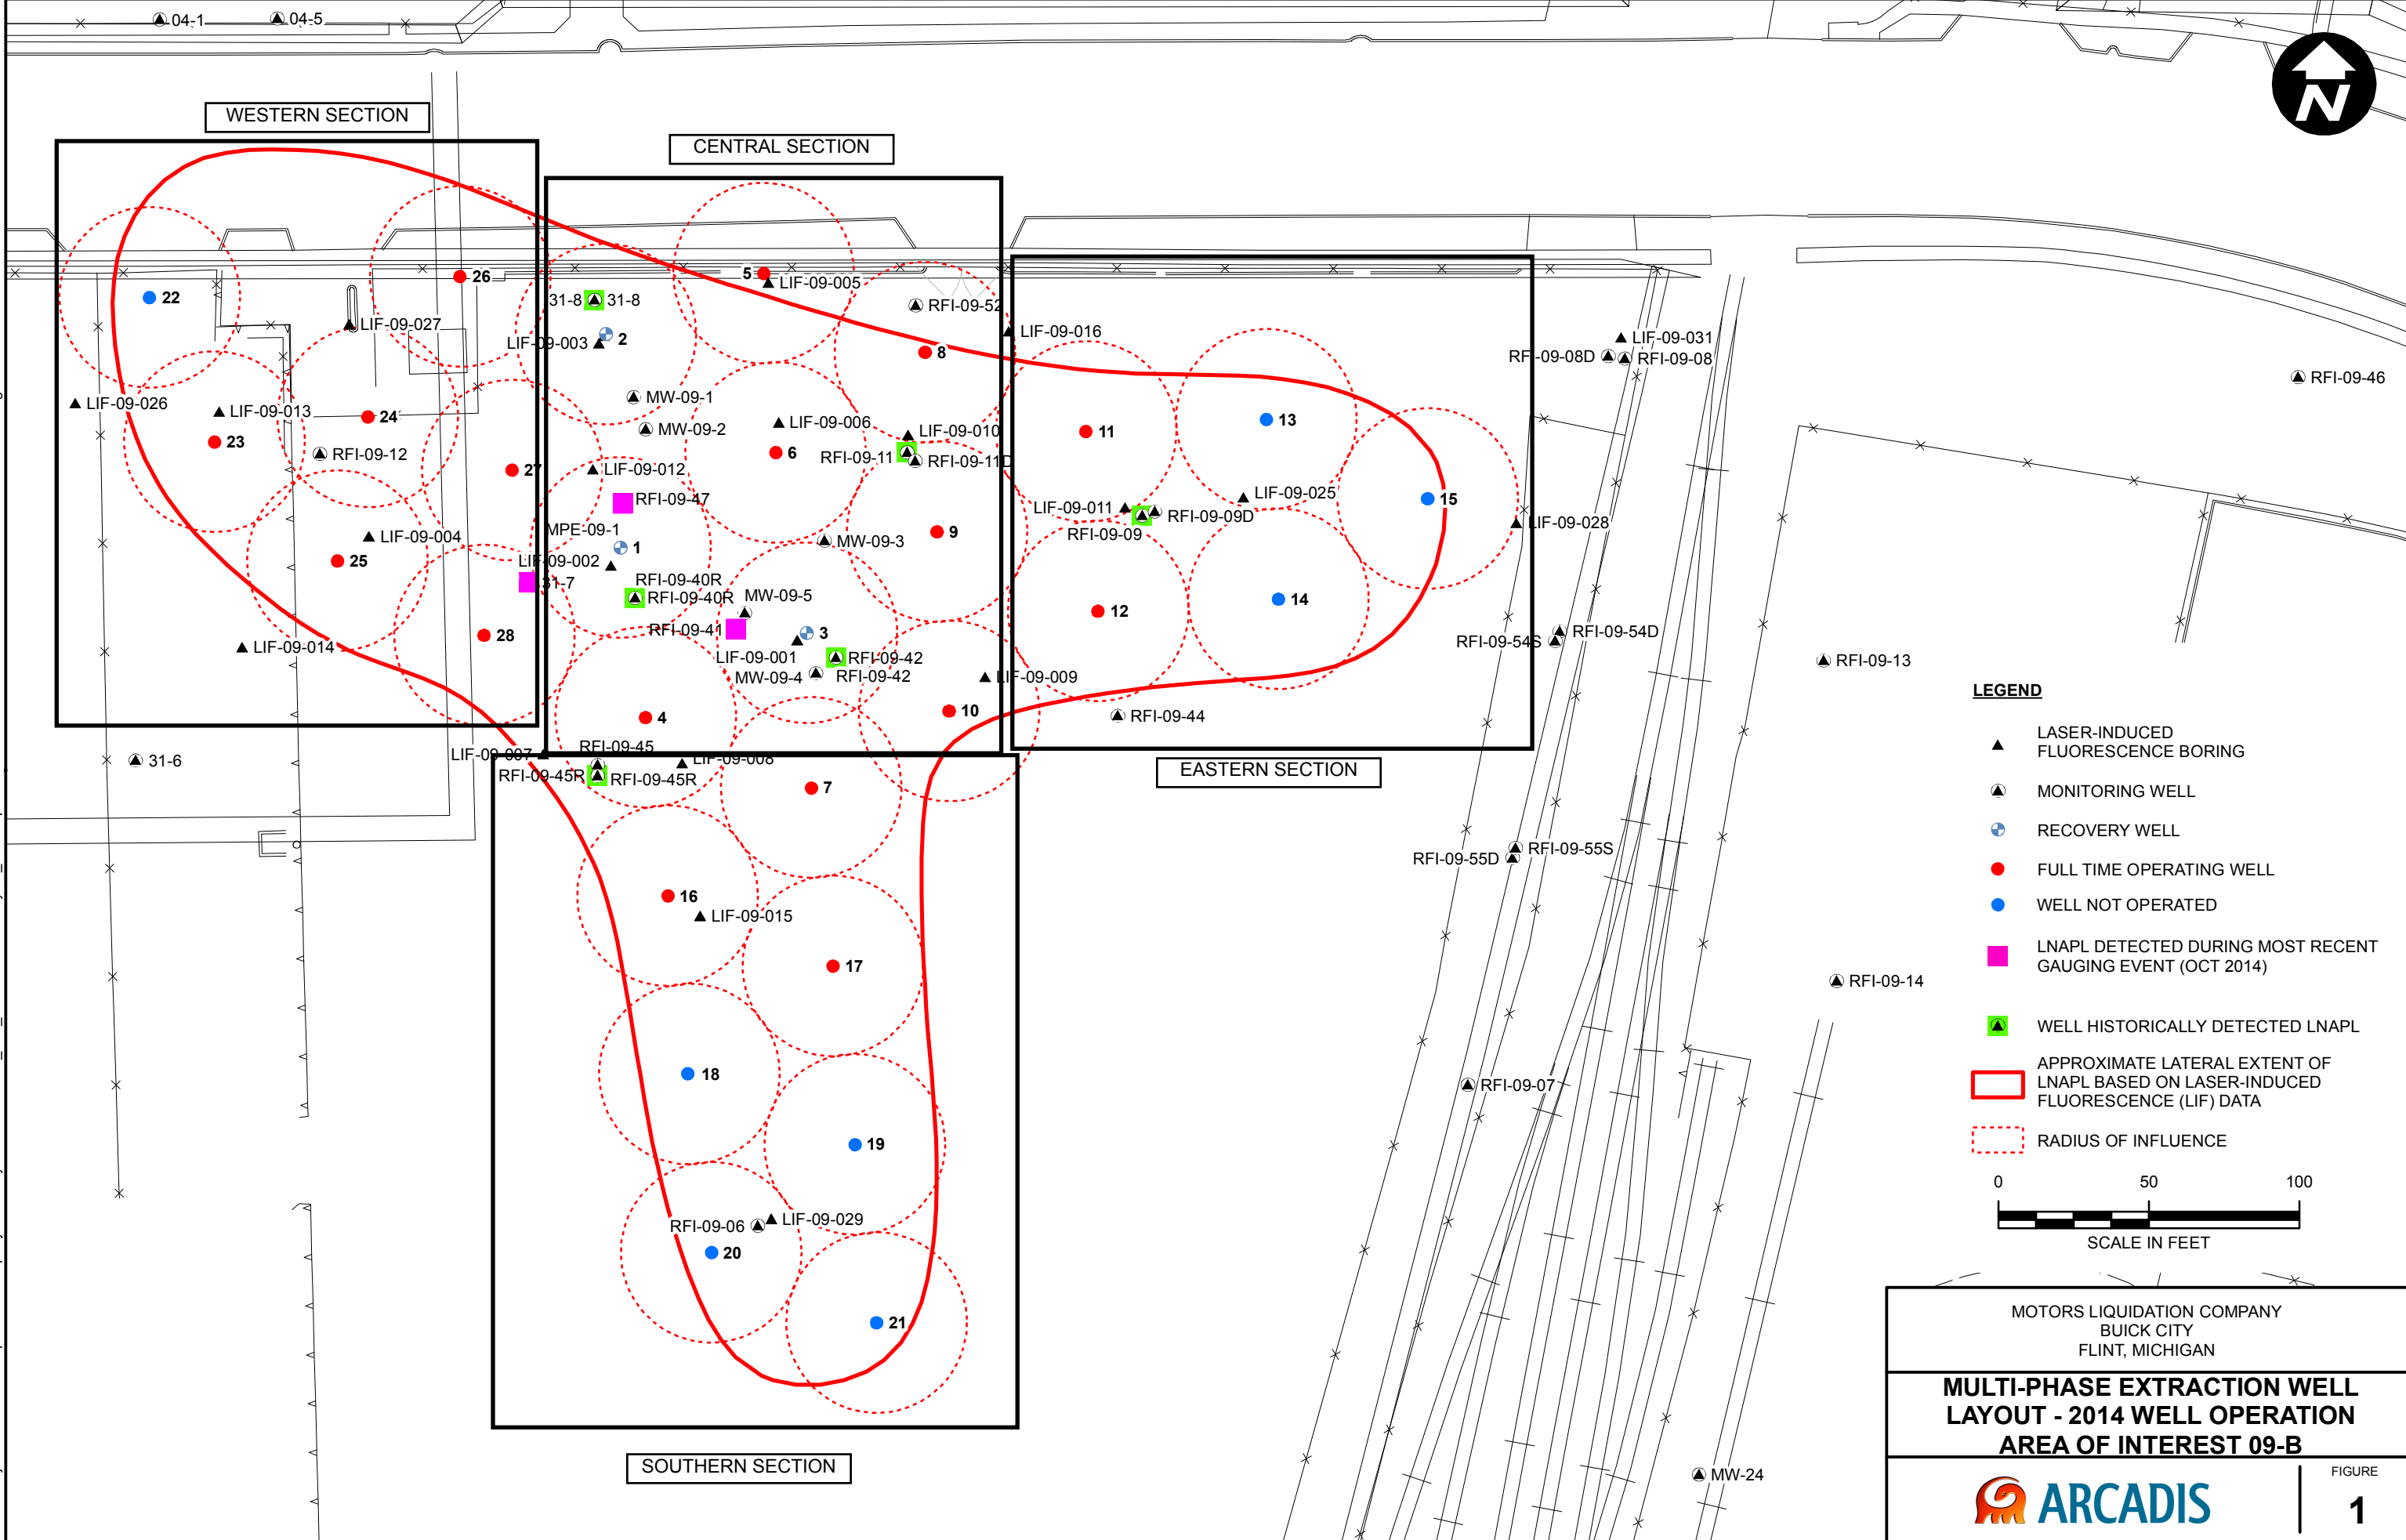 04-1
04-5
N
WESTERN SECTION
CENTRAL SECTION
22
26
5
LIF-09-005
31-8
31-8
RFI-09-52
LIF-09-027
LIF-09-003
2
LIF-09-016
8
LIF-09-031
RFI-09-08D
RFI-09-08
RFI-09-46
LIF-09-026
LIF-09-013
24
MW-09-1
MW-09-2
LIF-09-006
LIF-09-010
11
13
23
RFI-09-12
6
RFI-09-11
RFI-09-11D
27
LIF-09-012
RFI-09-47
LIF-09-011
LIF-09-025
15
RFI-09-09D
RFI-09-09
LIF-09-028
MPE-09-1
1
LIF-09-004
25
LIF-09-002
31-7
MW-09-3
9
RFI-09-40R
RFI-09-40R
MW-09-5
12
14
28
RFI-09-41
3
LIF-09-014
LIF-09-001
RFI-09-42
MW-09-4
RFI-09-42
LIF-09-009
RFI-09-54D
RFI-09-54S
RFI-09-13
4
10
RFI-09-44
31-6
LIF-09-007
RFI-09-45
LIF-09-008
RFI-09-45R
RFI-09-45R
EASTERN SECTION
7
RFI-09-55S
RFI-09-55D
16
LIF-09-015
17
RFI-09-14
18
RFI-09-07
19
RFI-09-06
LIF-09-029
20
21
SOUTHERN SECTION
MW-24
LEGEND
LASER-INDUCED
FLUORESCENCE BORING
MONITORING WELL
RECOVERY WELL
FULL TIME OPERATING WELL
WELL NOT OPERATED
LNAPL DETECTED DURING MOST RECENT
GAUGING EVENT (OCT 2014)
WELL HISTORICALLY DETECTED LNAPL
APPROXIMATE LATERAL EXTENT OF
LNAPL BASED ON LASER-INDUCED
FLUORESCENCE (LIF) DATA
RADIUS OF INFLUENCE
0 50 100
SCALE IN FEET
MOTORS LIQUIDATION COMPANY
BUICK CITY
FLINT, MICHIGAN
MULTI-PHASE EXTRACTION WELL
LAYOUT - 2014 WELL OPERATION
AREA OF INTEREST 09-B
ARCADIS
FIGURE
1